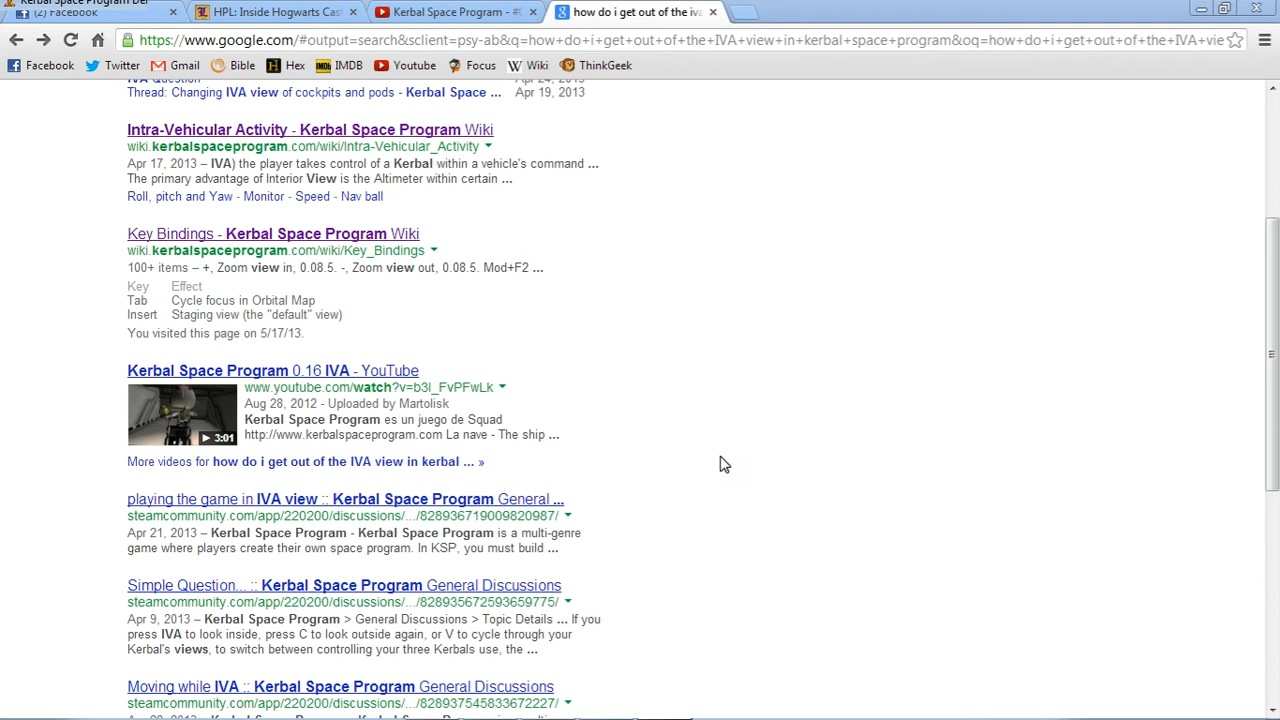 Kerbal Space Program Der
(2) Facebook
HPL: Inside Hogwarts Cas
Kerbal Space Program - #
how do i get out of the iva
https://www.google.com/#output=search&sclient=psy-ab&q=how+do+i+get+out+of+the+IVA+view+in+kerbal+space+program&oq=how+do+i+get+out+of+the+IVA+vie
Facebook Twitter Gmail Bible Hex IMDB Youtube Focus Wiki ThinkGeek
IVA Question Apr 24, 2013
Thread: Changing IVA view of cockpits and pods - Kerbal Space ... Apr 19, 2013
Intra-Vehicular Activity - Kerbal Space Program Wiki
wiki.kerbalspaceprogram.com/wiki/Intra-Vehicular_Activity
Apr 17, 2013 – IVA) the player takes control of a Kerbal within a vehicle's command ...
The primary advantage of Interior View is the Altimeter within certain ...
Roll, pitch and Yaw - Monitor - Speed - Nav ball
Key Bindings - Kerbal Space Program Wiki
wiki.kerbalspaceprogram.com/wiki/Key_Bindings
100+ items – +, Zoom view in, 0.08.5. -, Zoom view out, 0.08.5. Mod+F2 ...
Key Effect
Tab Cycle focus in Orbital Map
Insert Staging view (the "default" view)
You visited this page on 5/17/13.
Kerbal Space Program 0.16 IVA - YouTube
www.youtube.com/watch?v=b3l_FvPFwLk
Aug 28, 2012 - Uploaded by Martolisk
Kerbal Space Program es un juego de Squad
http://www.kerbalspaceprogram.com La nave - The ship ...
3:01
More videos for how do i get out of the IVA view in kerbal ... »
playing the game in IVA view :: Kerbal Space Program General ...
steamcommunity.com/app/220200/discussions/.../828936719009820987/
Apr 21, 2013 – Kerbal Space Program - Kerbal Space Program is a multi-genre
game where players create their own space program. In KSP, you must build ...
Simple Question... :: Kerbal Space Program General Discussions
steamcommunity.com/app/220200/discussions/.../828935672593659775/
Apr 9, 2013 – Kerbal Space Program > General Discussions > Topic Details ... If you
press IVA to look inside, press C to look outside again, or V to cycle through your
Kerbal's views, to switch between controlling your three Kerbals use, the ...
Moving while IVA :: Kerbal Space Program General Discussions
steamcommunity.com/app/220200/discussions/.../828937545833672227/